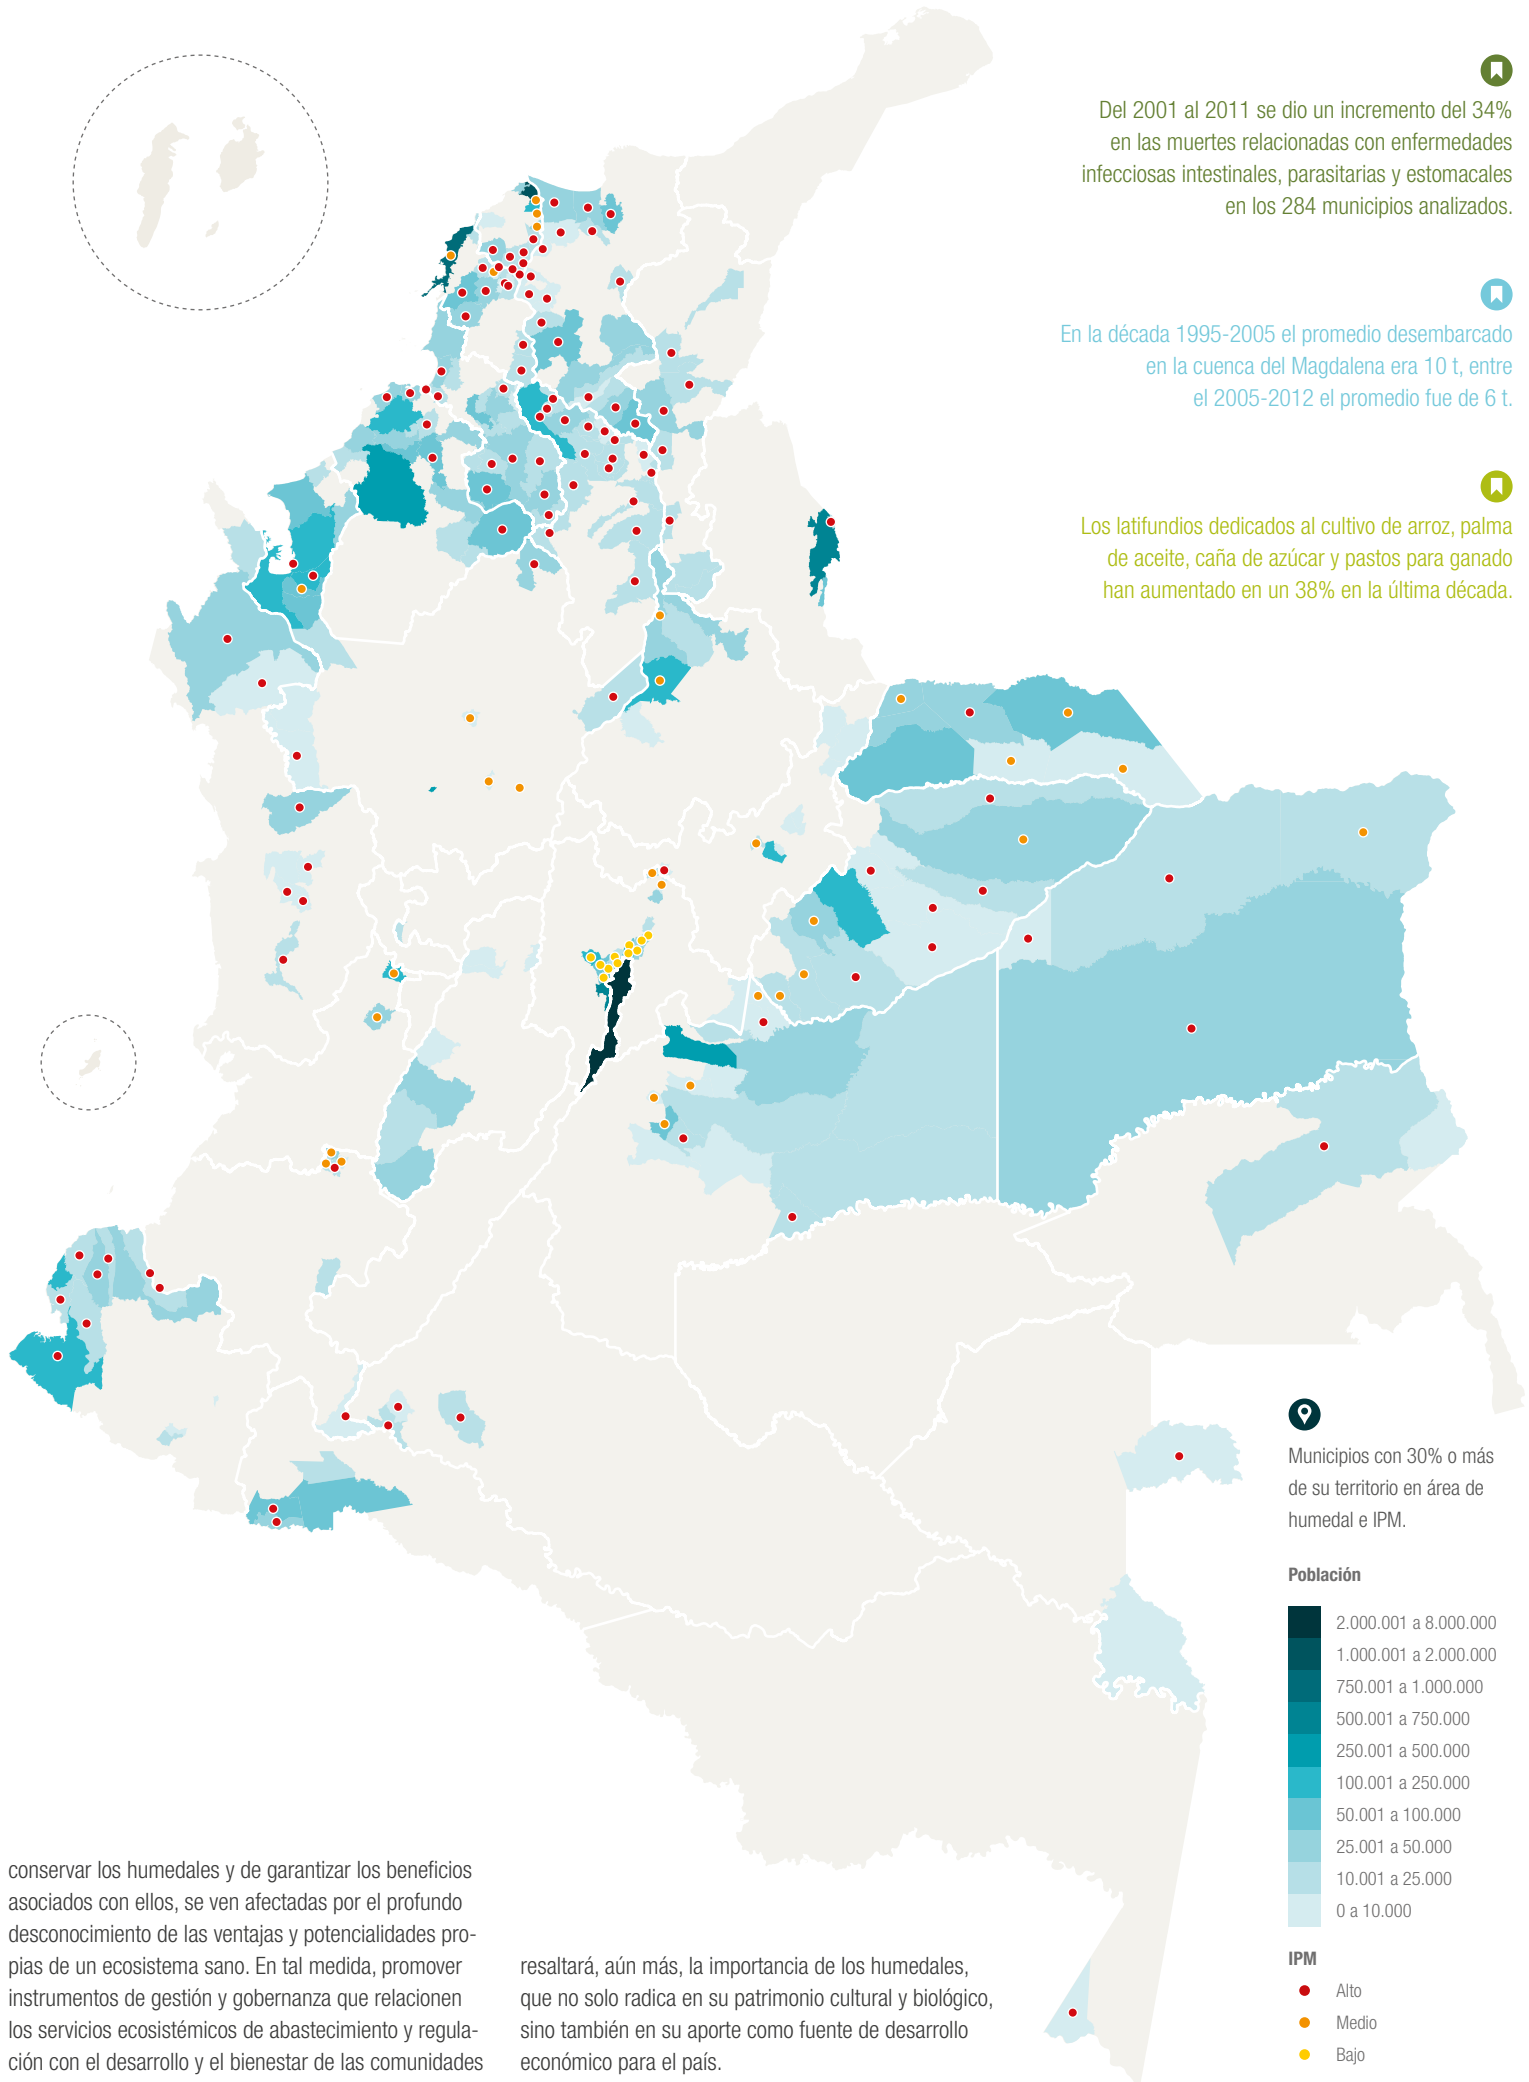 Del 2001 al 2011 se dio un incremento del 34%
en las muertes relacionadas con enfermedades
infecciosas intestinales, parasitarias y estomacales
en los 284 municipios analizados.
En la década 1995-2005 el promedio desembarcado
en la cuenca del Magdalena era 10 t, entre
el 2005-2012 el promedio fue de 6 t.
Los latifundios dedicados al cultivo de arroz, palma
de aceite, caña de azúcar y pastos para ganado
han aumentado en un 38% en la última década.
Municipios con 30% o más
de su territorio en área de
humedal e IPM.
Población
2.000.001 a 8.000.000
1.000.001 a 2.000.000
750.001 a 1.000.000
500.001 a 750.000
250.001 a 500.000
100.001 a 250.000
50.001 a 100.000
25.001 a 50.000
10.001 a 25.000
0 a 10.000
IPM
Alto
Medio
Bajo
conservar los humedales y de garantizar los beneficios
asociados con ellos, se ven afectadas por el profundo
desconocimiento de las ventajas y potencialidades pro-
pias de un ecosistema sano. En tal medida, promover
instrumentos de gestión y gobernanza que relacionen
los servicios ecosistémicos de abastecimiento y regula-
ción con el desarrollo y el bienestar de las comunidades
resaltará, aún más, la importancia de los humedales,
que no solo radica en su patrimonio cultural y biológico,
sino también en su aporte como fuente de desarrollo
económico para el país.